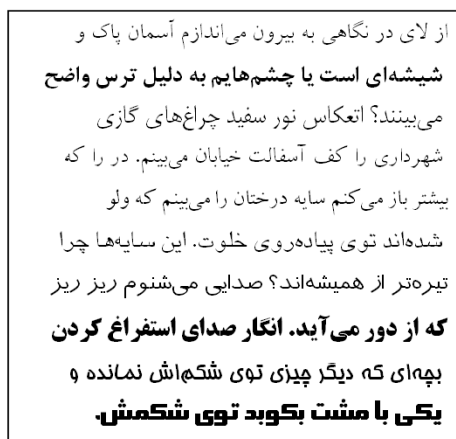 از لای در نگاهی به بیرون می‌اندازم آسمان پاک و
شیشه‌ای است یا چشم‌هایم به دلیل ترس واضح
می‌بینند؟ اتعکاس نور سفید چراغ‌های گازی
شهرداری را کف آسفالت خیابان می‌بینم. در را که
بیشتر باز می‌کنم سایه درختان را می‌بینم که ولو
شده‌اند توی پیاده‌روی خلوت. این سایه‌ها چرا
تیره‌تر از همیشه‌اند؟ صدایی می‌شنوم ریز ریز
که از دور می‌آید. انگار صدای استفراغ کردن
بچه‌ای که دیگر چیزی توی شکم‌اش نمانده و
یکی با مشت بکوبد توی شکمش.